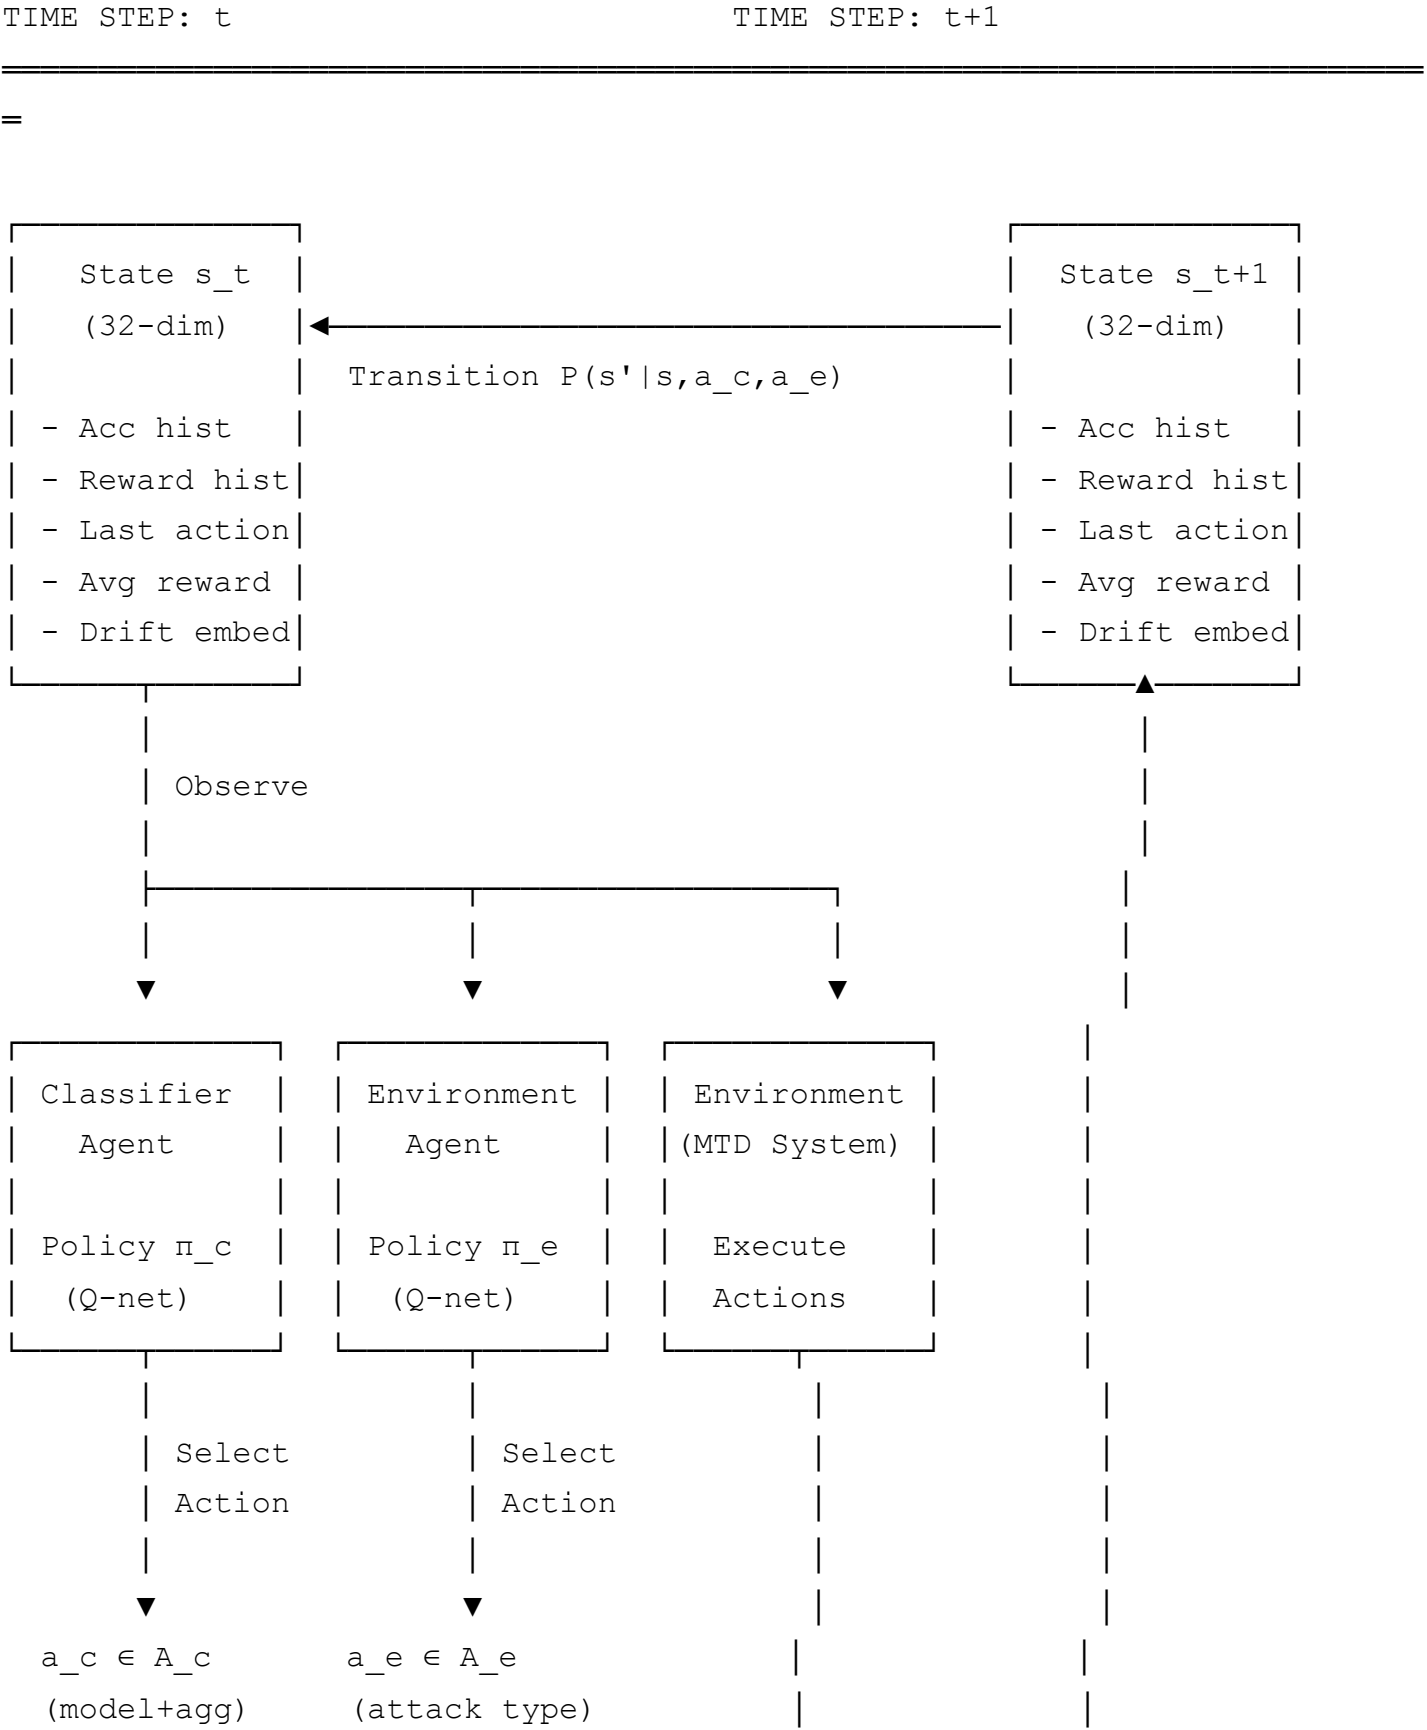 TIME STEP: t TIME STEP: t+1
State s_t State s_t+1
(32-dim) (32-dim)
Transition P(s'|s,a_c,a_e)
- Acc hist - Acc hist
- Reward hist - Reward hist
- Last action - Last action
- Avg reward - Avg reward
- Drift embed - Drift embed
Observe
Classifier Environment Environment
Agent Agent (MTD System)
Policy π_c Policy π_e Execute
(Q-net) (Q-net) Actions
Select Select
Action Action
a_c ∈ A_c a_e ∈ A_e
(model+agg) (attack type)